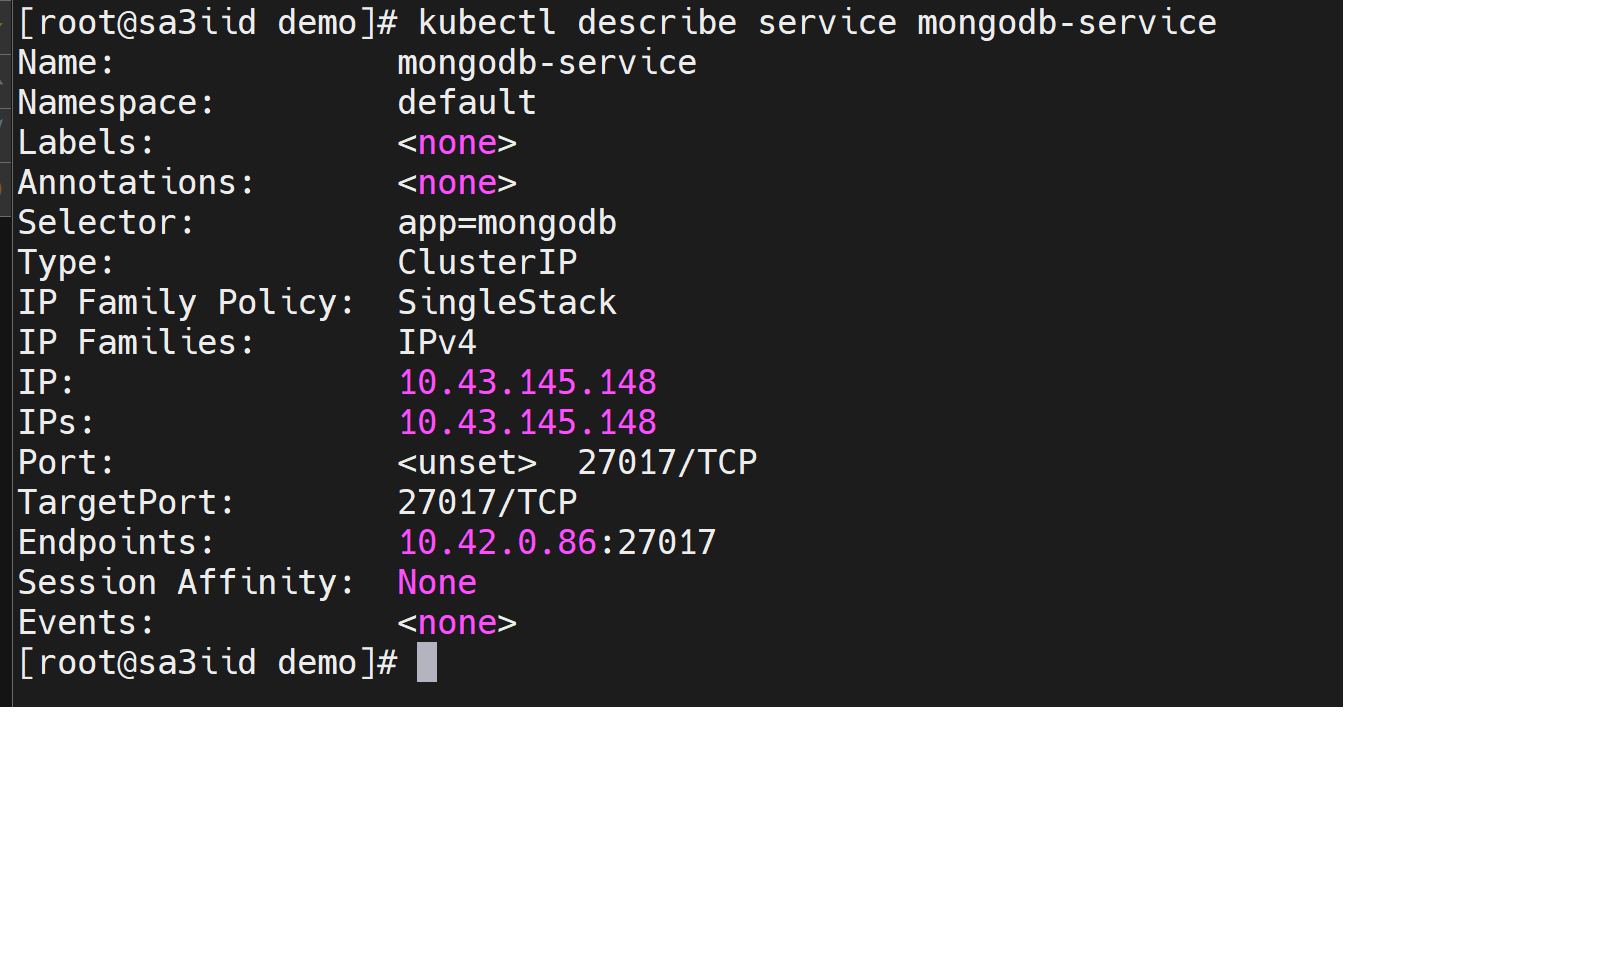 [root@sa3iid demo]# kubectl describe service mongodb-service
Name:              mongodb-service
Namespace:         default
Labels:            <none>
Annotations:       <none>
Selector:          app=mongodb
Type:              ClusterIP
IP Family Policy:  SingleStack
IP Families:       IPv4
IP:                10.43.145.148
IPs:               10.43.145.148
Port:              <unset>  27017/TCP
TargetPort:        27017/TCP
Endpoints:         10.42.0.86:27017
Session Affinity:  None
Events:            <none>
[root@sa3iid demo]#